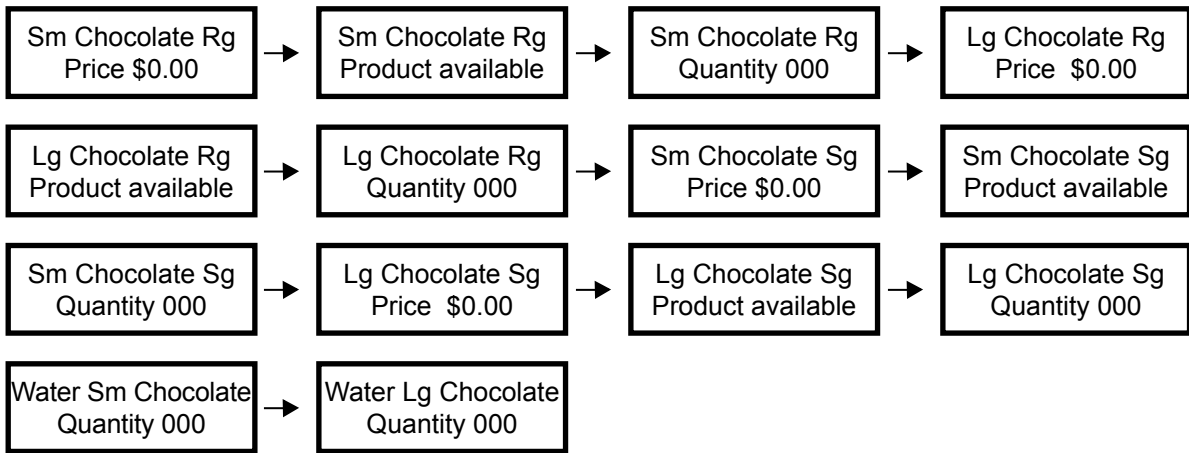 Sm Chocolate Rg
Price $0.00
Sm Chocolate Rg
Product available
Sm Chocolate Rg
Quantity 000
Lg Chocolate Rg
Price  $0.00
Lg Chocolate Rg
Product available
Lg Chocolate Rg
Quantity 000
Sm Chocolate Sg
Price $0.00
Sm Chocolate Sg
Product available
Sm Chocolate Sg
Quantity 000
Lg Chocolate Sg
Price  $0.00
Lg Chocolate Sg
Product available
Lg Chocolate Sg
Quantity 000
Water Sm Chocolate
Quantity 000
Water Lg Chocolate
Quantity 000